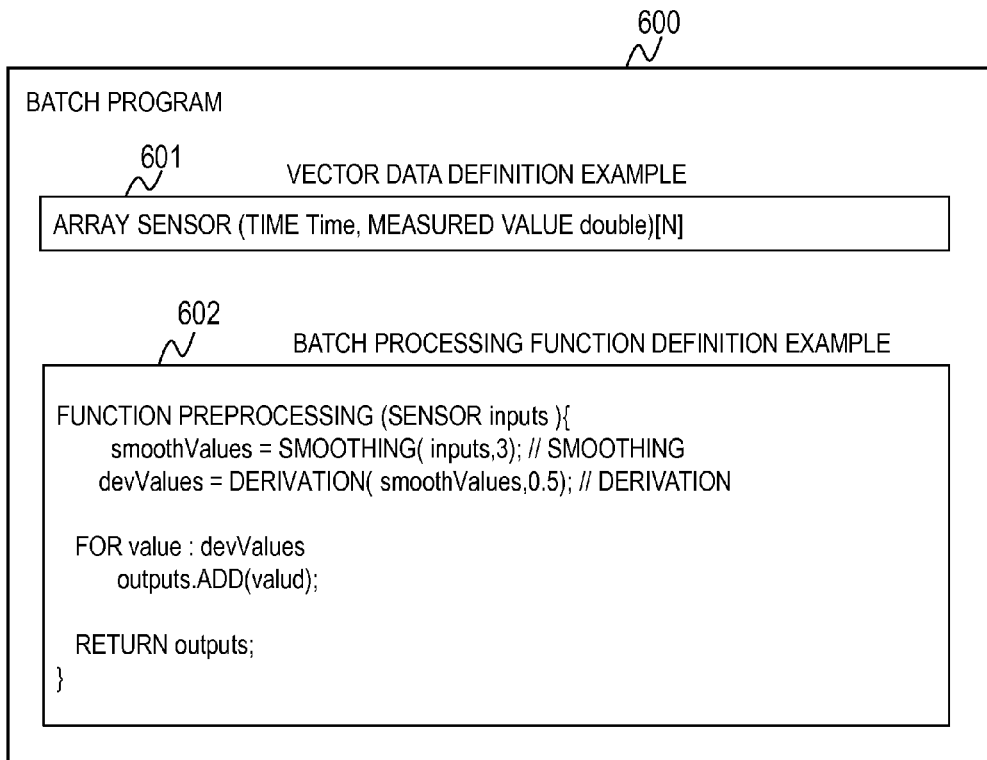 600
BATCH PROGRAM
601
VECTOR DATA DEFINITION EXAMPLE
ARRAY SENSOR (TIME Time, MEASURED VALUE double)[N]
602
BATCH PROCESSING FUNCTION DEFINITION EXAMPLE
FUNCTION PREPROCESSING (SENSOR inputs ){
smoothValues = SMOOTHING( inputs,3); // SMOOTHING
devValues = DERIVATION( smoothValues,0.5); // DERIVATION
FOR value : devValues
outputs.ADD(valud);
RETURN outputs;
}